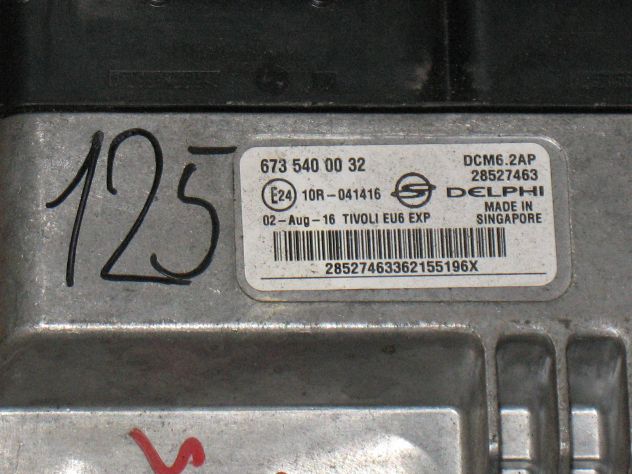 125
673 540 00 32 DCM6.2AP
28527463
E24 10R-041416 DELPHI
02-Aug-16 TIVOLI EU6 EXP MADE IN
SINGAPORE
28527463362155196X